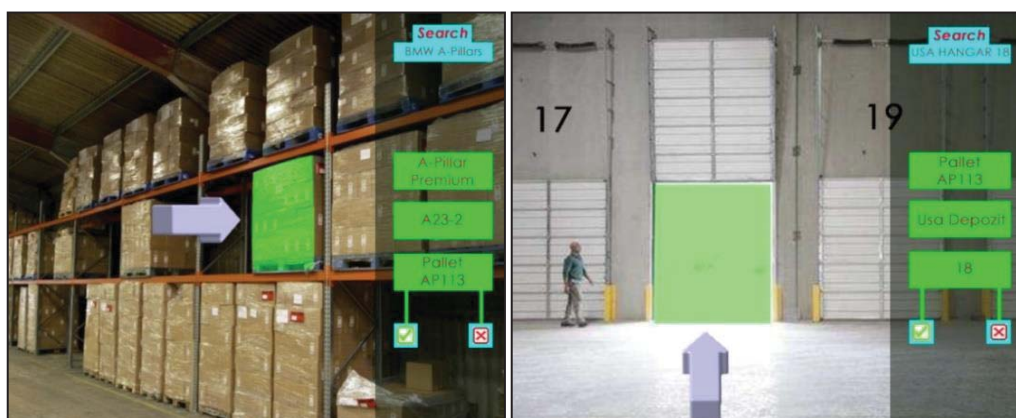 Search
BMW A-Pillars
A-Pillar
Premium
A23-2
Pallet
AP113
17
19
Search
USA HANGAR 18
Pallet
AP113
Usa Depozit
18